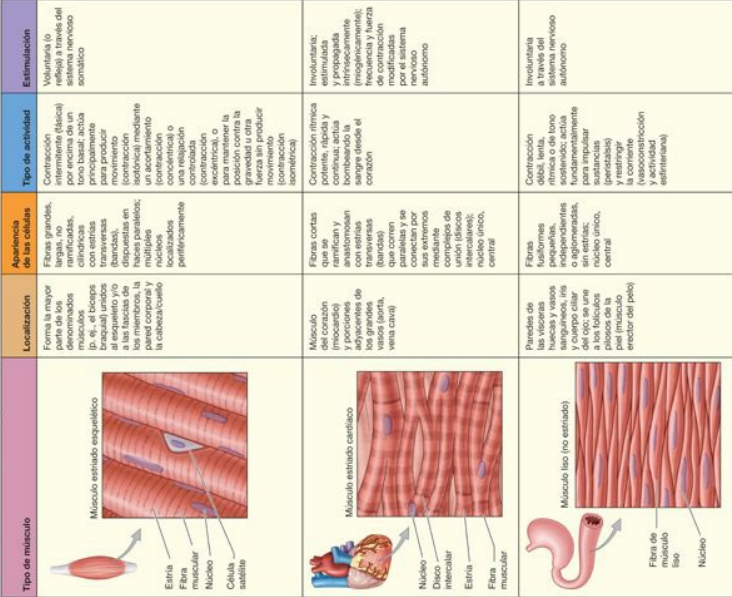 Tipo de músculo
Localización
Apariencia
de las células
Tipo de actividad
Estimulación
Músculo estriado esquelético
Estría
Fibra
muscular
Núcleo
Célula
satélite
Forma la mayor
parte de los
denominados
músculos
(p. ej., el bíceps
braquial) unidos
al esqueleto y/o
a las fascias de
los miembros, la
pared corporal y
la cabeza/cuello
Fibras grandes,
largas, no
ramificadas,
cilíndricas
con estrías
transversas
(bandas),
dispuestas en
haces paralelos;
múltiples
núcleos
localizados
periféricamente
Contracción
intermitente (fásica)
por encima de un
tono basal; actúa
principalmente
para producir
movimiento
(contracción
isotónica) mediante
un acortamiento
(contracción
concéntrica) o
una relajación
controlada
(contracción
excéntrica), o
para mantener la
posición contra la
gravedad u otra
fuerza sin producir
movimiento
(contracción
isométrica)
Voluntaria (o
refleja) a través del
sistema nervioso
somático
Músculo estriado cardíaco
Núcleo
Disco
intercalar
Estría
Fibra
muscular
Músculo
del corazón
(miocardio)
y porciones
adyacentes de
los grandes
vasos (aorta,
vena cava)
Fibras cortas
que se
ramifican y
anastomosan
con estrías
transversas
(bandas)
que corren
paralelas y se
conectan por
sus extremos
mediante
complejos de
unión (discos
intercalares);
núcleo único,
central
Contracción rítmica
potente, rápida y
continua; actúa
bombeando la
sangre desde el
corazón
Involuntaria;
estimulada
y propagada
intrínsecamente
(miogénicamente);
frecuencia y fuerza
de contracción
modificadas
por el sistema
nervioso
autónomo
Músculo liso (no estriado)
Fibra de
músculo
liso
Núcleo
Paredes de
las vísceras
huecas y vasos
sanguíneos, iris
y cuerpo ciliar
del ojo; se une
a los folículos
pilosos de la
piel (músculo
erector del pelo)
Fibras
fusiformes
pequeñas,
independientes
o aglomeradas,
sin estrías;
núcleo único,
central
Contracción
débil, lenta,
rítmica o de tono
sostenido; actúa
fundamentalmente
para impulsar
sustancias
(peristalsis)
y restringir
la corriente
(vasoconstricción
y actividad
esfinteriana)
Involuntaria
a través del
sistema nervioso
autónomo